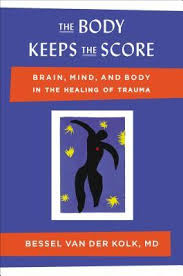 THE BODY
KEEPS THE SCORE
BRAIN, MIND, AND BODY
IN THE HEALING OF TRAUMA
BESSEL VAN DER KOLK, MD